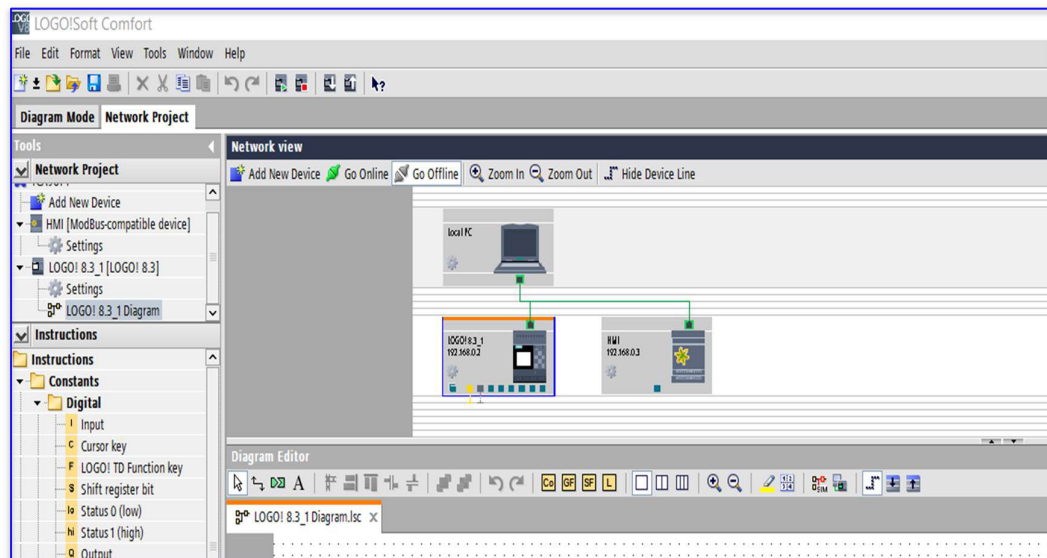 LOGO!Soft Comfort
File Edit Format View Tools Window Help
Diagram Mode Network Project
Tools
Network Project
Add New Device
HMI [ModBus-compatible device]
Settings
LOGO! 8.3_1 [LOGO! 8.3]
Settings
LOGO! 8.3_1 Diagram
Instructions
Instructions
Constants
Digital
I Input
C Cursor key
F LOGO! TD Function key
S Shift register bit
lo Status 0 (low)
hi Status 1 (high)
Q Output
Network view
Add New Device Go Online Go Offline Zoom In Zoom Out Hide Device Line
local PC
LOGO! 8.3_1
192.168.0.2
HMI
192.168.0.3
Diagram Editor
A Co GF SF L SIM
LOGO! 8.3_1 Diagram.lsc